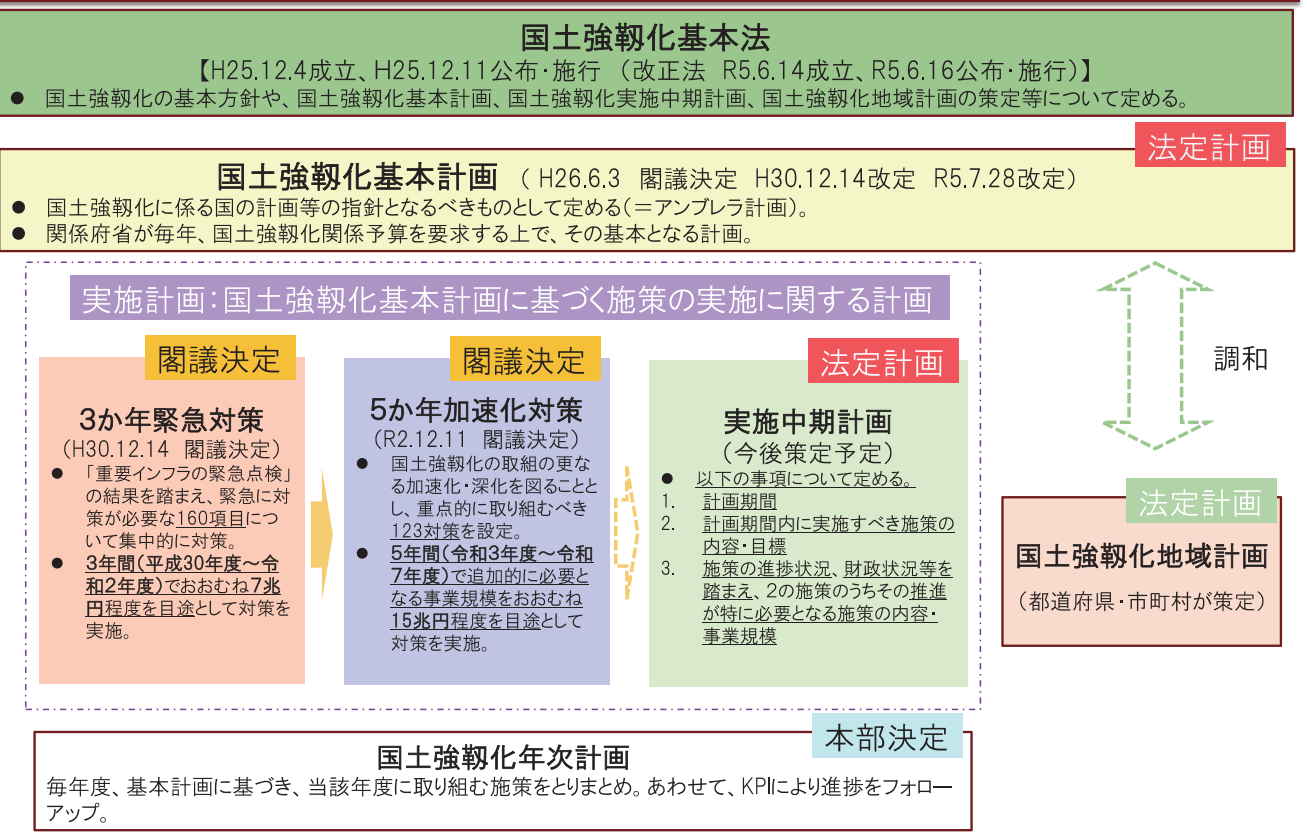 国土強靱化基本法
【H25.12.4成立、H25.12.11公布・施行 （改正法 R5.6.14成立、R5.6.16公布・施行）】
● 国土強靱化の基本方針や、国土強靱化基本計画、国土強靱化実施中期計画、国土強靱化地域計画の策定等について定める。
法定計画
国土強靱化基本計画 （ H26.6.3 閣議決定 H30.12.14改定 R5.7.28改定）
● 国土強靱化に係る国の計画等の指針となるべきものとして定める（＝アンブレラ計画）。
● 関係府省が毎年、国土強靱化関係予算を要求する上で、その基本となる計画。
実施計画：国土強靱化基本計画に基づく施策の実施に関する計画
閣議決定
3か年緊急対策
（H30.12.14 閣議決定）
● 「重要インフラの緊急点検」
の結果を踏まえ、緊急に対
策が必要な160項目につ
いて集中的に対策。
● 3年間（平成30年度～令
和2年度）でおおむね7兆
円程度を目途として対策を
実施。
閣議決定
5か年加速化対策
（R2.12.11 閣議決定）
● 国土強靱化の取組の更な
る加速化・深化を図ることと
し、重点的に取り組むべき
123対策を設定。
● 5年間（令和3年度～令和
7年度）で追加的に必要と
なる事業規模をおおむね
15兆円程度を目途として
対策を実施。
法定計画
実施中期計画
（今後策定予定）
● 以下の事項について定める。
1. 計画期間
2. 計画期間内に実施すべき施策の
内容・目標
3. 施策の進捗状況、財政状況等を
踏まえ、2の施策のうちその推進
が特に必要となる施策の内容・
事業規模
調和
法定計画
国土強靱化地域計画
（都道府県・市町村が策定）
本部決定
国土強靱化年次計画
毎年度、基本計画に基づき、当該年度に取り組む施策をとりまとめ。あわせて、KPIにより進捗をフォロー
アップ。